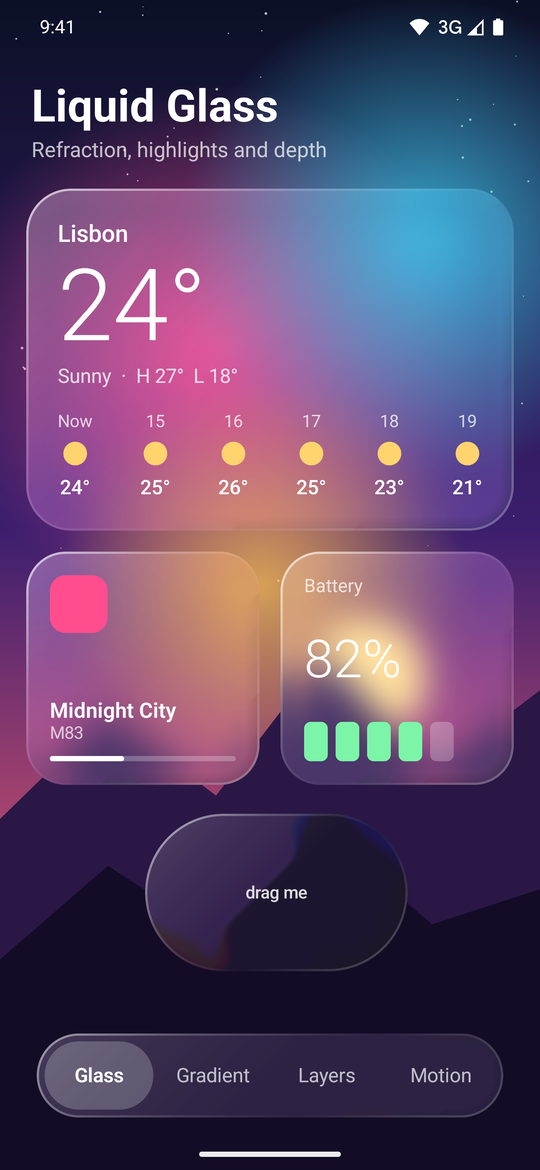 9:41
3G
Liquid Glass
Refraction, highlights and depth
Lisbon
24°
Sunny · H 27° L 18°
Now 15 16 17 18 19
24° 25° 26° 25° 23° 21°
Midnight City
M83
Battery
82%
drag me
Glass Gradient Layers Motion